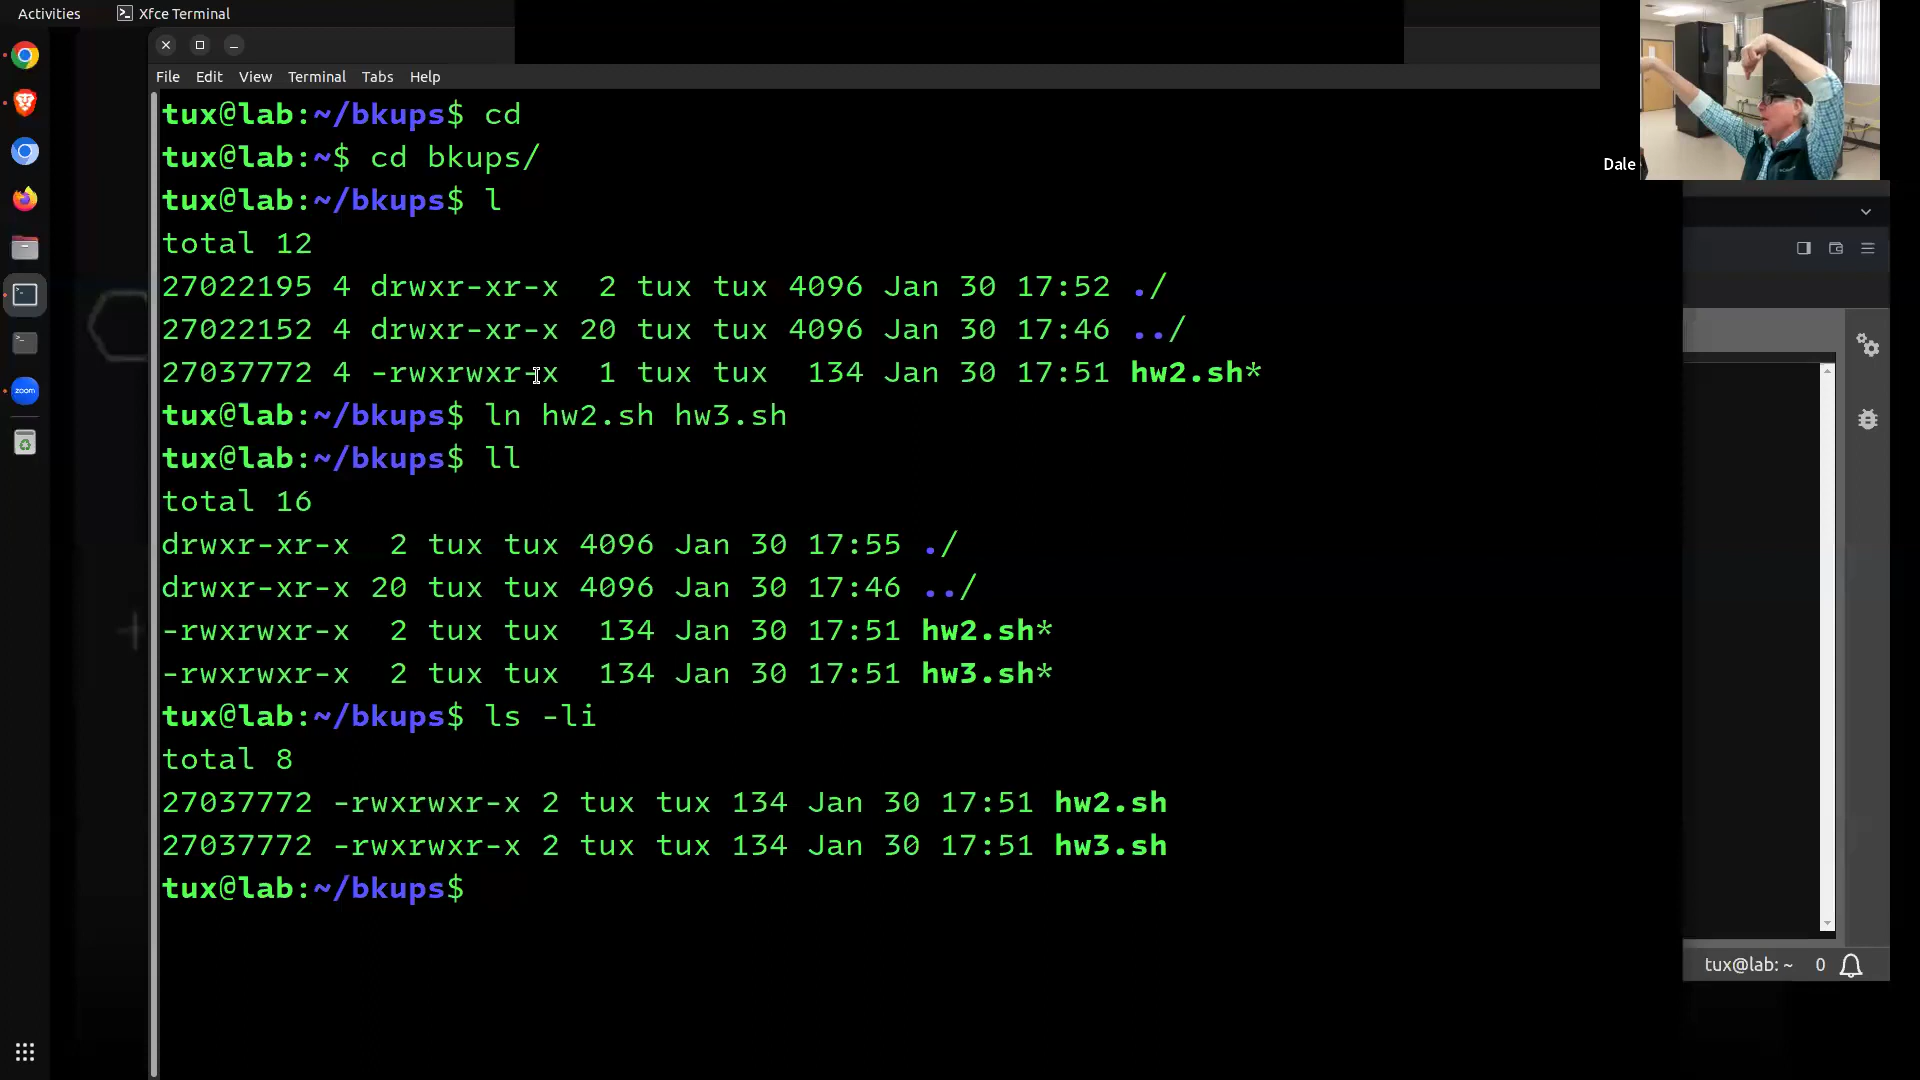 Activities
Xfce Terminal
File Edit View Terminal Tabs Help
tux@lab:~/bkups$ cd
tux@lab:~$ cd bkups/
tux@lab:~/bkups$ l
total 12
27022195 4 drwxr-xr-x  2 tux tux 4096 Jan 30 17:52 ./
27022152 4 drwxr-xr-x 20 tux tux 4096 Jan 30 17:46 ../
27037772 4 -rwxrwxr-x  1 tux tux  134 Jan 30 17:51 hw2.sh*
tux@lab:~/bkups$ ln hw2.sh hw3.sh
tux@lab:~/bkups$ ll
total 16
drwxr-xr-x  2 tux tux 4096 Jan 30 17:55 ./
drwxr-xr-x 20 tux tux 4096 Jan 30 17:46 ../
-rwxrwxr-x  2 tux tux  134 Jan 30 17:51 hw2.sh*
-rwxrwxr-x  2 tux tux  134 Jan 30 17:51 hw3.sh*
tux@lab:~/bkups$ ls -li
total 8
27037772 -rwxrwxr-x 2 tux tux 134 Jan 30 17:51 hw2.sh
27037772 -rwxrwxr-x 2 tux tux 134 Jan 30 17:51 hw3.sh
tux@lab:~/bkups$
Dale
zoom
tux@lab: ~ 0